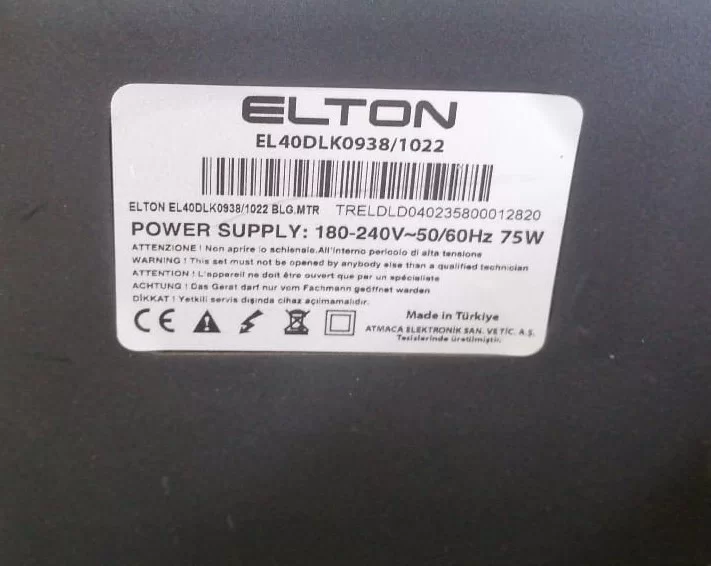 ELTON
EL40DLK0938/1022
ELTON EL40DLK0938/1022 BLG.MTR TRELDLD040235800012820
POWER SUPPLY: 180-240V~50/60Hz 75W
ATTENZIONE ! Non aprire lo schienale.All'interno pericolo di alta tensione
WARNING ! This set must not be opened by anybody else than a qualified technician
ATTENTION ! L'appareil ne doit être ouvert que par un spécialiste
ACHTUNG ! Das Gerat darf nur vom Fachmann geöffnet warden
DİKKAT ! Yetkili servis dışında cihaz açılmamalıdır.
CE
Made in Türkiye
ATMACA ELEKTRONİK SAN. VE TİC. A.Ş.
Tesislerinde üretilmiştir.